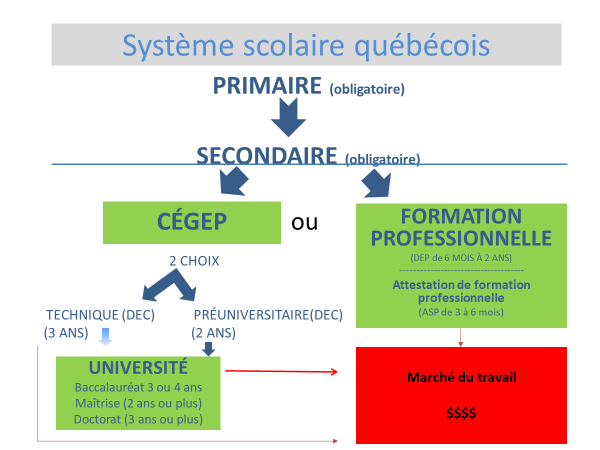 Système scolaire québécois
PRIMAIRE (obligatoire)
SECONDAIRE (obligatoire)
CÉGEP
ou
FORMATION
PROFESSIONNELLE
(DEP de 6 MOIS À 2 ANS)
Attestation de formation
professionnelle
(ASP de 3 à 6 mois)
2 CHOIX
TECHNIQUE (DEC)
(3 ANS)
PRÉUNIVERSITAIRE(DEC)
(2 ANS)
UNIVERSITÉ
Baccalauréat 3 ou 4 ans
Maîtrise (2 ans ou plus)
Doctorat (3 ans ou plus)
Marché du travail
$$$$